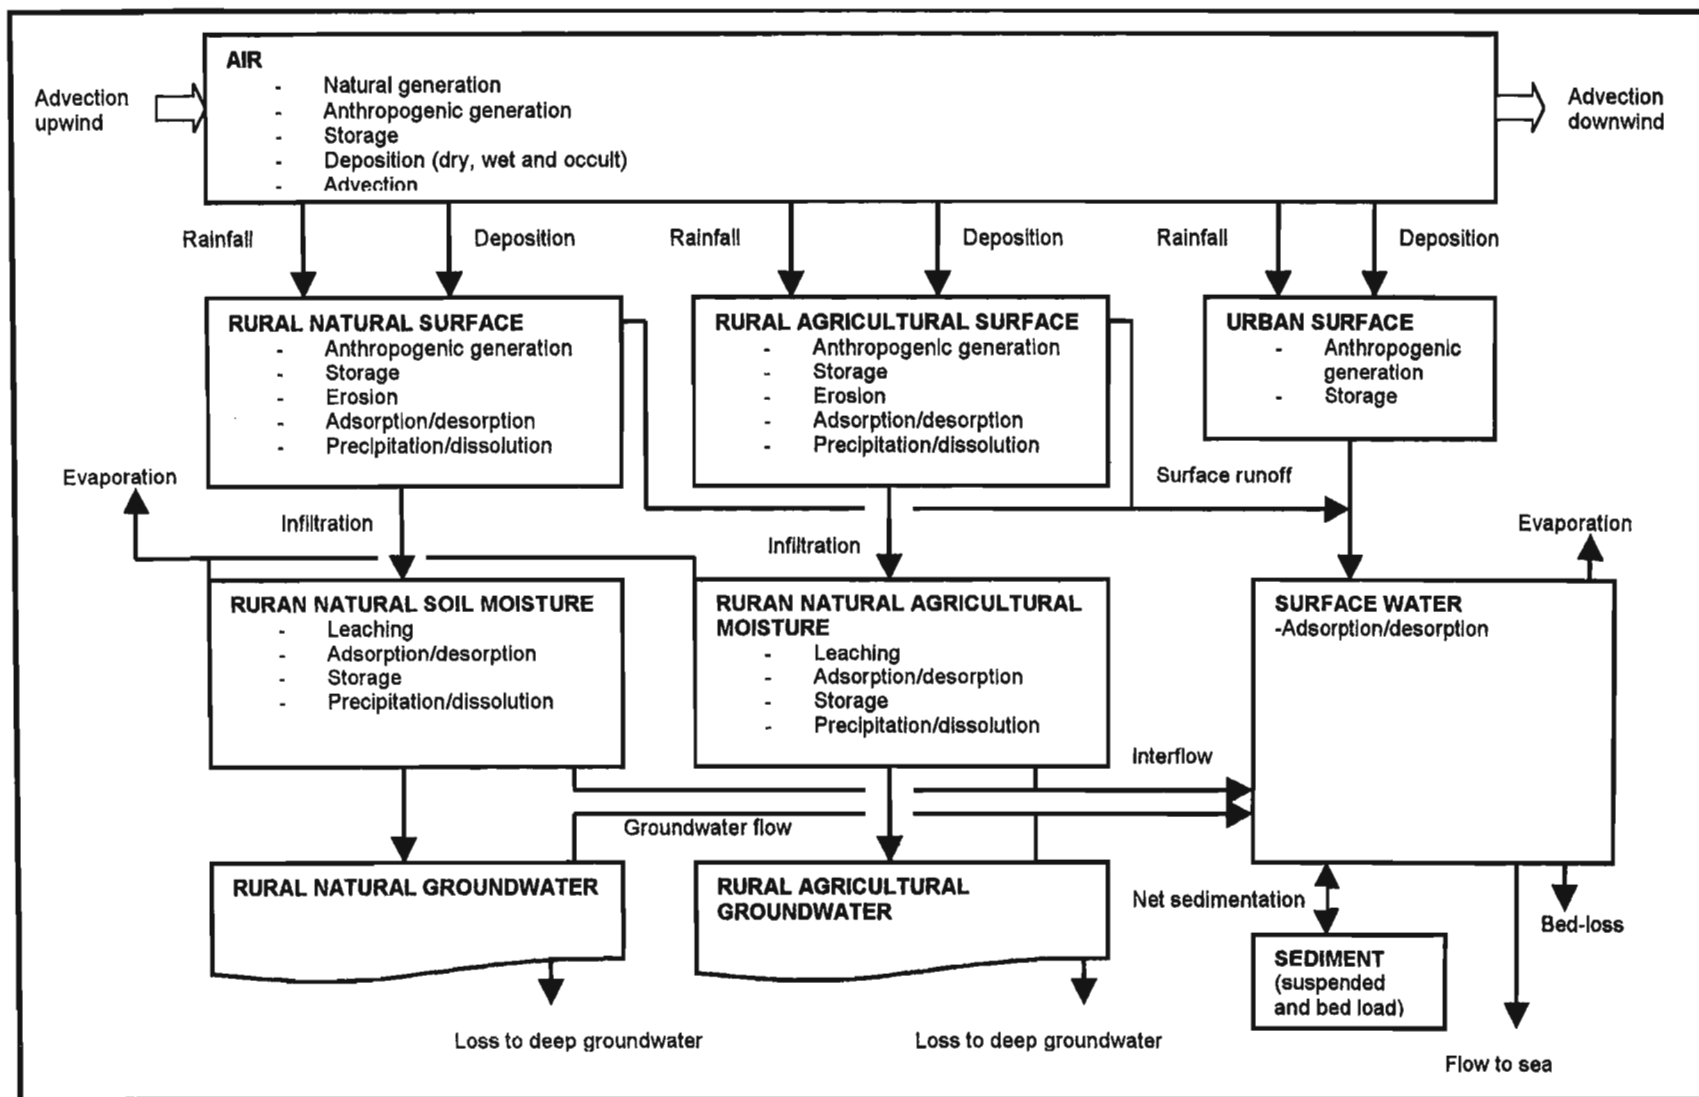 AIR
- Natural generation
- Anthropogenic generation
- Storage
- Deposition (dry, wet and occult)
- Advection
Advection
upwind
Advection
downwind
Rainfall
Deposition
Rainfall
Deposition
Rainfall
Deposition
RURAL NATURAL SURFACE
- Anthropogenic generation
- Storage
- Erosion
- Adsorption/desorption
- Precipitation/dissolution
RURAL AGRICULTURAL SURFACE
- Anthropogenic generation
- Storage
- Erosion
- Adsorption/desorption
- Precipitation/dissolution
URBAN SURFACE
- Anthropogenic
generation
- Storage
Evaporation
Infiltration
Infiltration
Surface runoff
Evaporation
RURAN NATURAL SOIL MOISTURE
- Leaching
- Adsorption/desorption
- Storage
- Precipitation/dissolution
RURAN NATURAL AGRICULTURAL
MOISTURE
- Leaching
- Adsorption/desorption
- Storage
- Precipitation/dissolution
SURFACE WATER
-Adsorption/desorption
Interflow
Groundwater flow
RURAL NATURAL GROUNDWATER
RURAL AGRICULTURAL
GROUNDWATER
Net sedimentation
Bed-loss
SEDIMENT
(suspended
and bed load)
Loss to deep groundwater
Loss to deep groundwater
Flow to sea